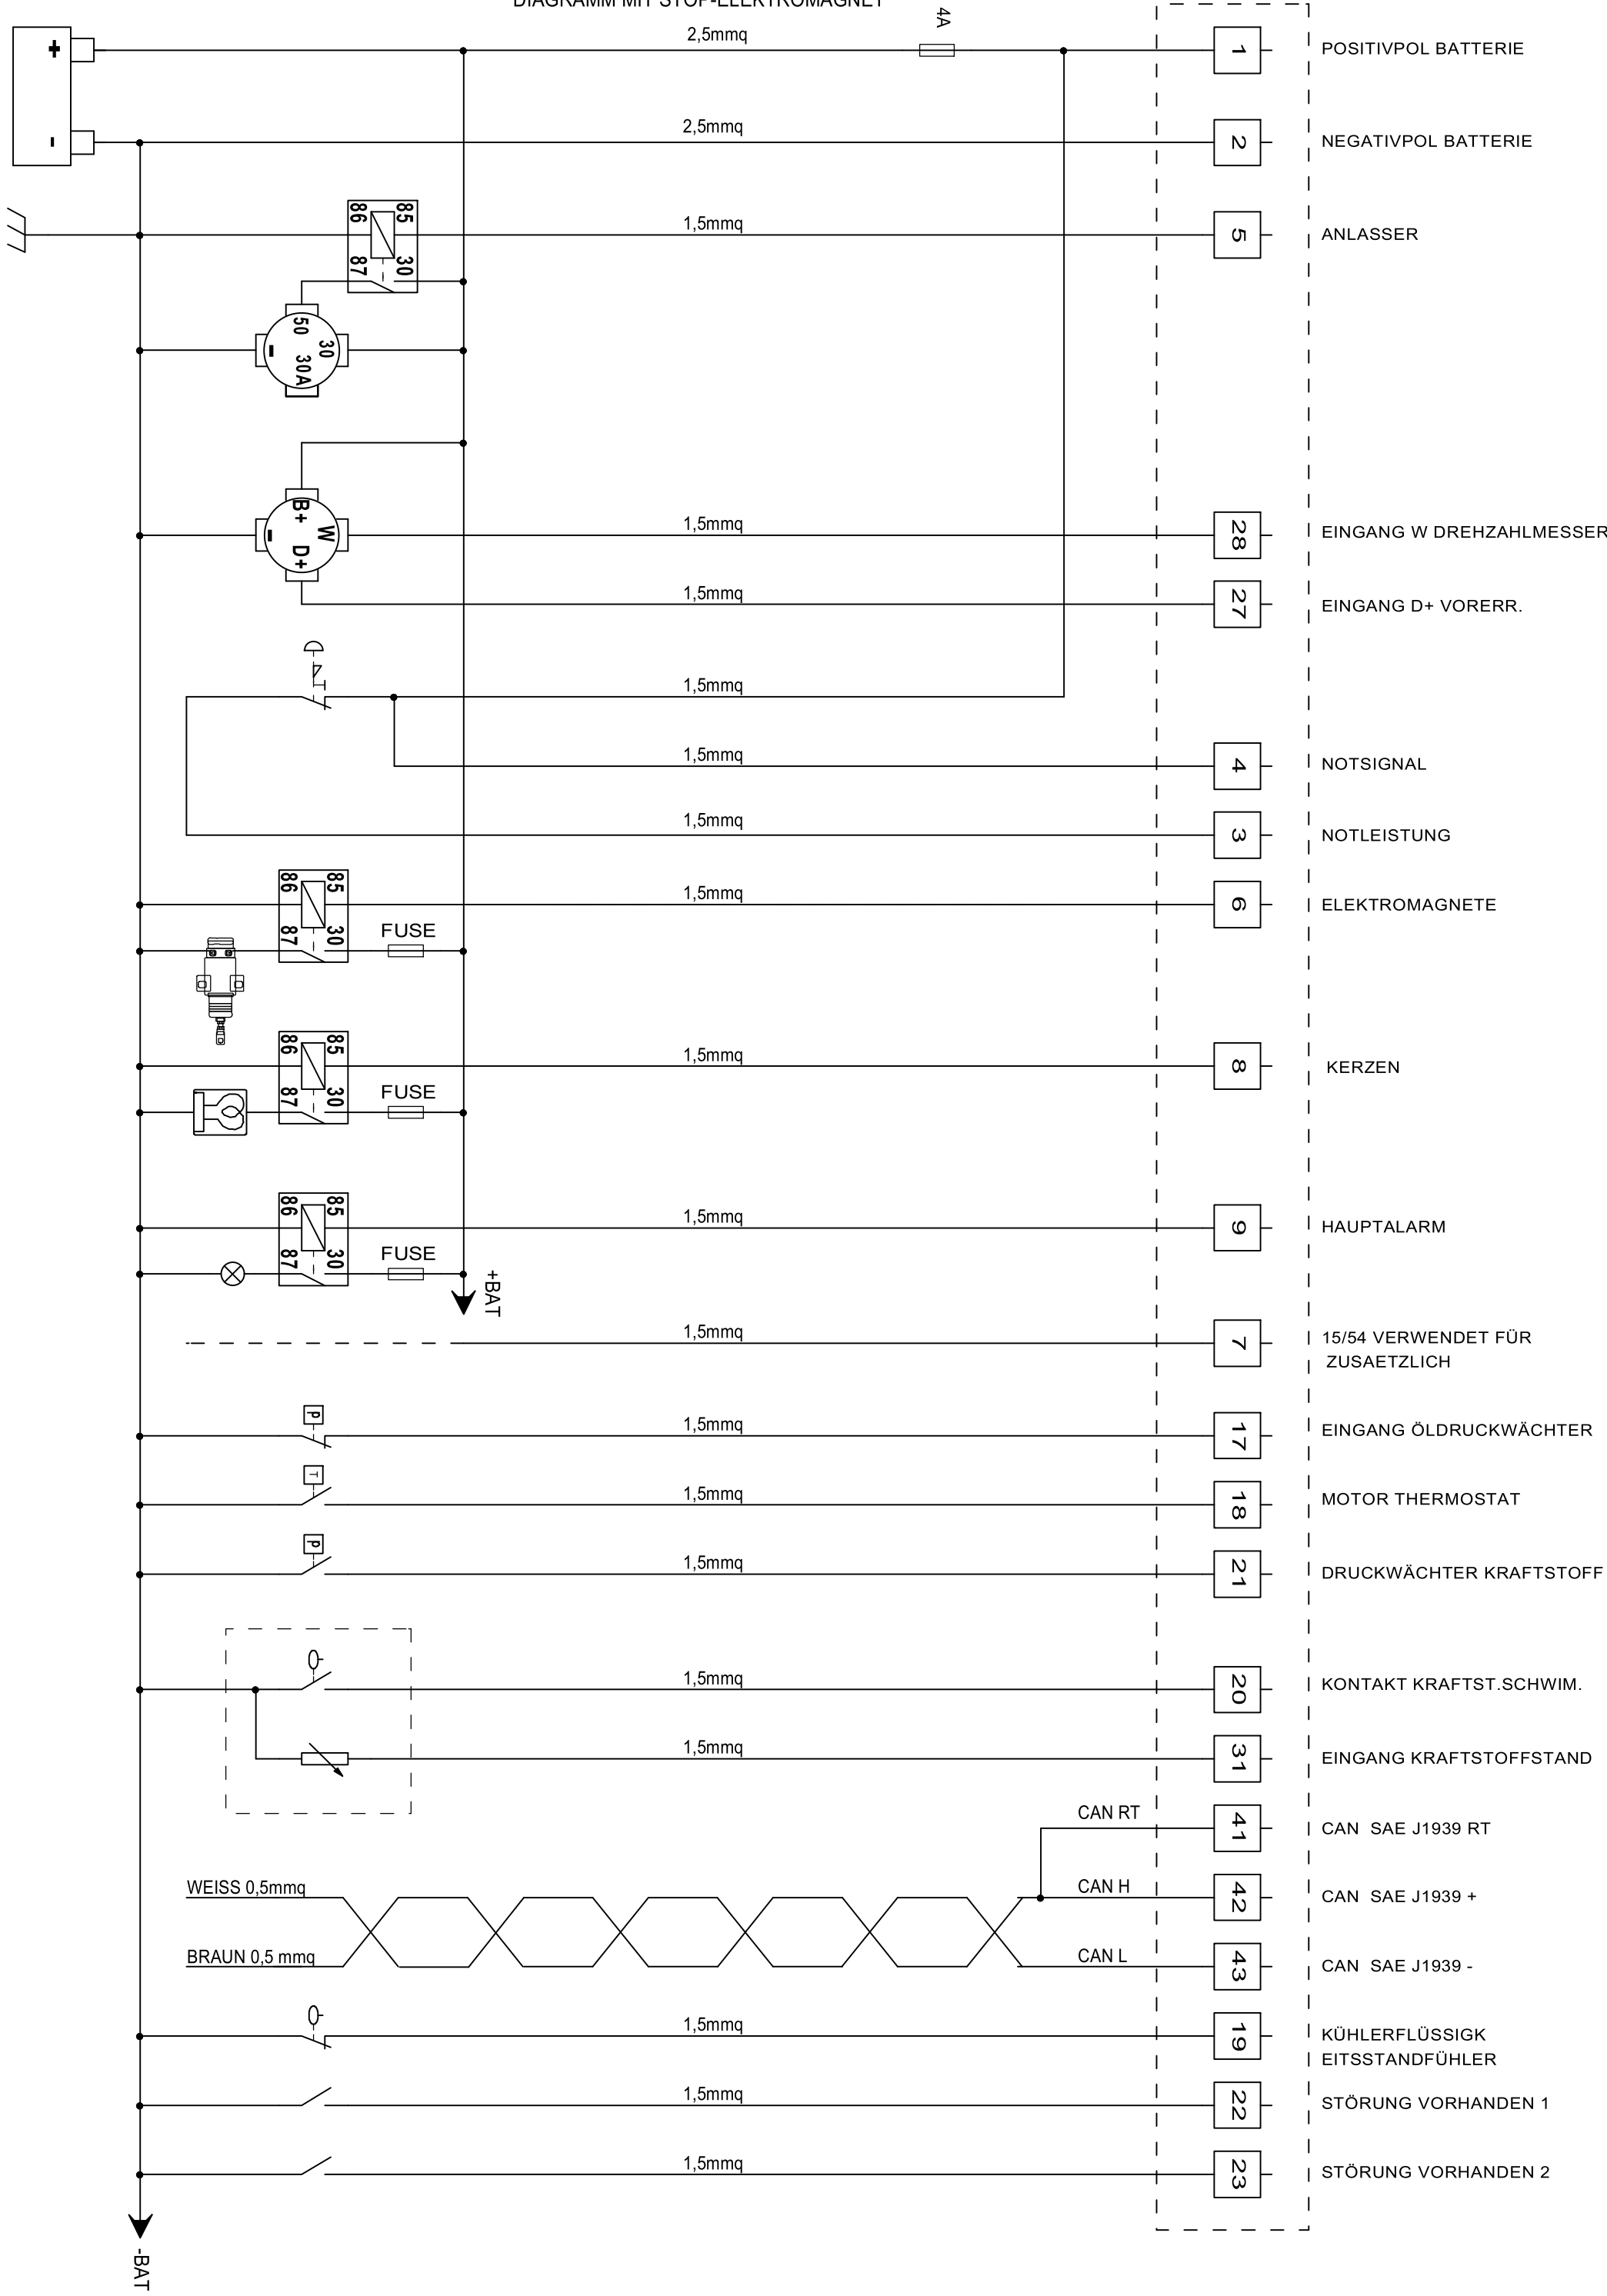 DIAGRAMM MIT STOP-ELEKTROMAGNET
+
2,5mmq
4A
1
POSITIVPOL BATTERIE
-
2,5mmq
2
NEGATIVPOL BATTERIE
86 85
87 30
1,5mmq
5
ANLASSER
50
30
30A
-
B+
W
D+
-
1,5mmq
28
EINGANG W DREHZAHLMESSER
1,5mmq
27
EINGANG D+ VORERR.
1,5mmq
1,5mmq
4
NOTSIGNAL
1,5mmq
3
NOTLEISTUNG
86 85
87 30
1,5mmq
6
ELEKTROMAGNETE
FUSE
86 85
87 30
1,5mmq
8
KERZEN
FUSE
86 85
87 30
1,5mmq
9
HAUPTALARM
FUSE
+BAT
1,5mmq
7
15/54 VERWENDET FÜR
ZUSAETZLICH
P
1,5mmq
17
EINGANG ÖLDRUCKWÄCHTER
T
1,5mmq
18
MOTOR THERMOSTAT
P
1,5mmq
21
DRUCKWÄCHTER KRAFTSTOFF
1,5mmq
20
KONTAKT KRAFTST.SCHWIM.
1,5mmq
31
EINGANG KRAFTSTOFFSTAND
CAN RT
41
CAN SAE J1939 RT
WEISS 0,5mmq
CAN H
42
CAN SAE J1939 +
BRAUN 0,5 mmq
CAN L
43
CAN SAE J1939 -
1,5mmq
19
KÜHLERFLÜSSIGK
EITSSTANDFÜHLER
1,5mmq
22
STÖRUNG VORHANDEN 1
1,5mmq
23
STÖRUNG VORHANDEN 2
-BAT